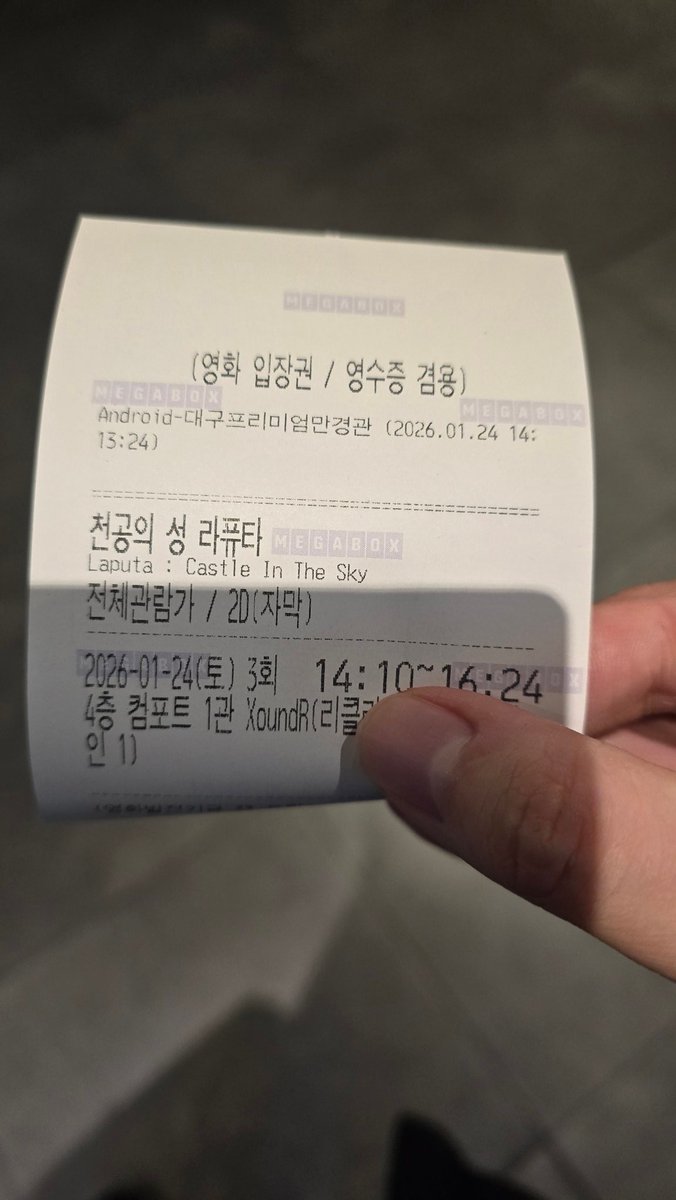 MEGABOX
(영화 입장권 / 영수증 겸용)
MEGABOX
MEGABOX
Android-대구프리미엄만경관 (2026.01.24 14:
13:24)
천공의 성 라퓨타
MEGABOX
Laputa : Castle In The Sky
전체관람가 / 2D(자막)
2026-01-24(토) 3회 14:10~16:24
4층 컴포트 1관 XoundR(리클
인 1)